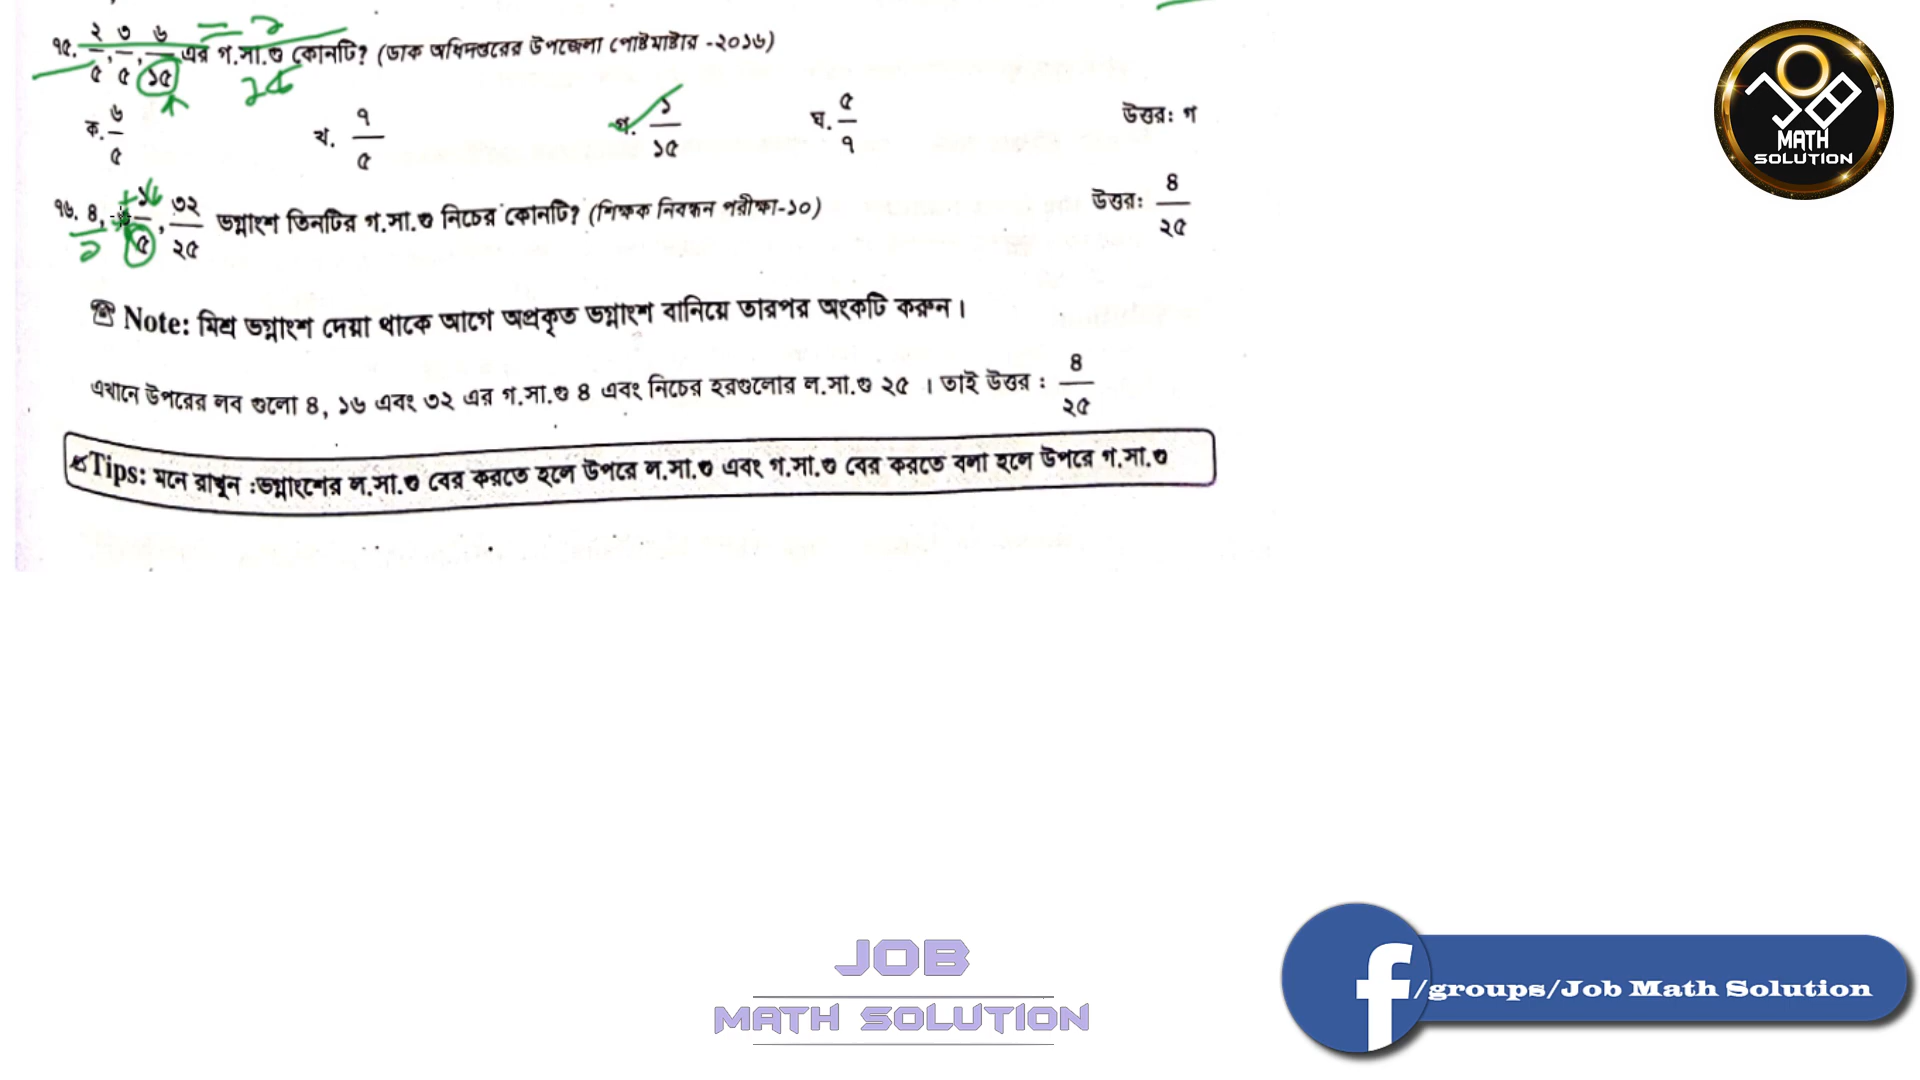 ৭৫. ২/৫, ৩/৫, ৬/১৫ এর গ.সা.গু কোনটি? (ডাক অধিদপ্তরের উপজেলা পোষ্টমাষ্টার -২০১৬)
ক. ৬/৫ খ. ৭/৫ গ. ১/১৫ ঘ. ৫/৭ উত্তর: গ
৭৬. ৪, /৫, ৩২/২৫ ভগ্নাংশ তিনটির গ.সা.গু নিচের কোনটি? (শিক্ষক নিবন্ধন পরীক্ষা-১০) উত্তর: ৪/২৫
Note: মিশ্র ভগ্নাংশ দেয়া থাকে আগে অপ্রকৃত ভগ্নাংশ বানিয়ে তারপর অংকটি করুন।
এখানে উপরের লব গুলো ৪, ১৬ এবং ৩২ এর গ.সা.গু ৪ এবং নিচের হরগুলোর ল.সা.গু ২৫ । তাই উত্তর : ৪/২৫
Tips: মনে রাখুন :ভগ্নাংশের ল.সা.গু বের করতে হলে উপরে ল.সা.গু এবং গ.সা.গু বের করতে বলা হলে উপরে গ.সা.গু
JOB
MATH SOLUTION
JOB
MATH
SOLUTION
f/groups/Job Math Solution